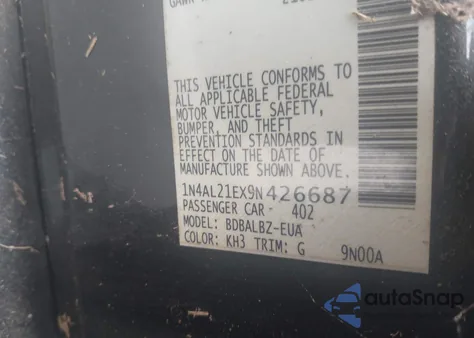 THIS VEHICLE CONFORMS TO
ALL APPLICABLE FEDERAL
MOTOR VEHICLE SAFETY,
BUMPER, AND THEFT
PREVENTION STANDARDS IN
EFFECT ON THE DATE OF
MANUFACTURE SHOWN ABOVE.
1N4AL21EX9N426687
PASSENGER CAR- 402
MODEL: BDBALBZ-EUA
COLOR: KH3 TRIM: G 9N00A
autoSnap